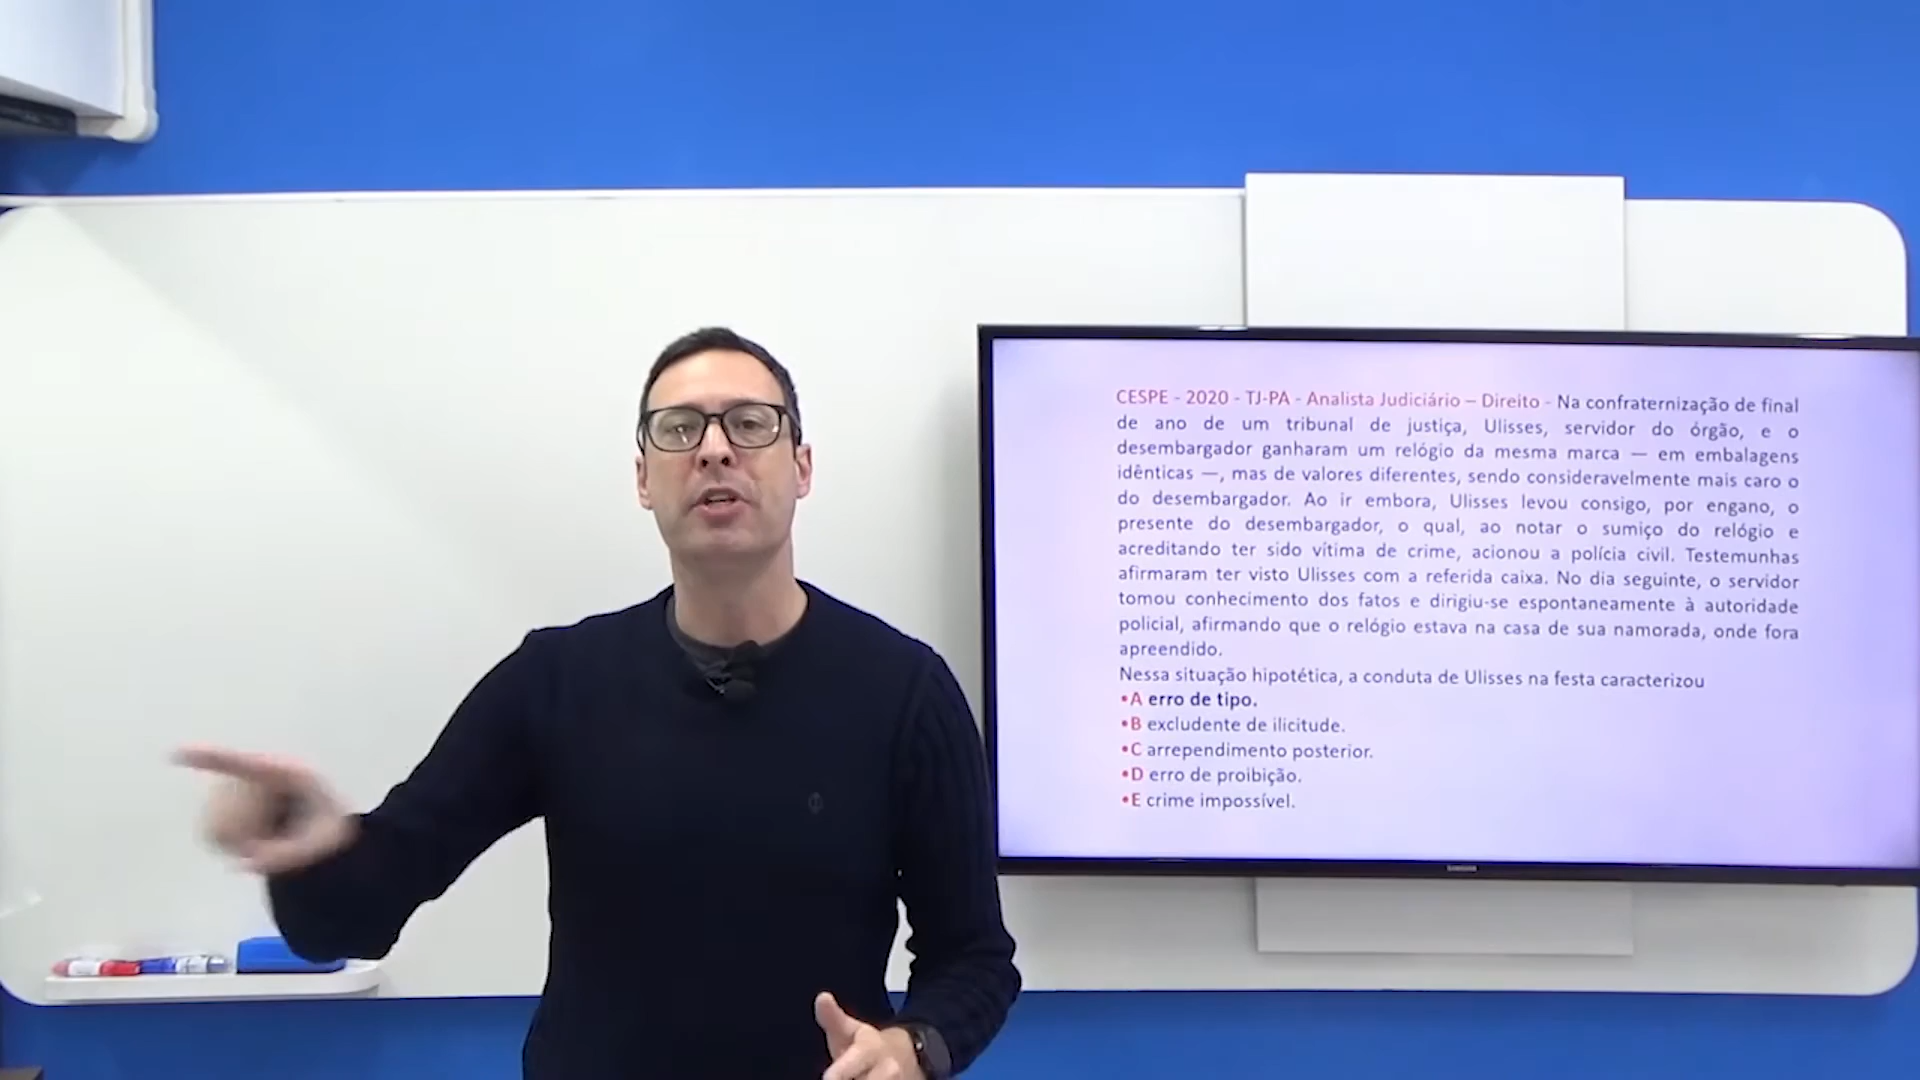 CESPE - 2020 - TJ-PA - Analista Judiciário – Direito - Na confraternização de final
de ano de um tribunal de justiça, Ulisses, servidor do órgão, e o
desembargador ganharam um relógio da mesma marca — em embalagens
idênticas —, mas de valores diferentes, sendo consideravelmente mais caro o
do desembargador. Ao ir embora, Ulisses levou consigo, por engano, o
presente do desembargador, o qual, ao notar o sumiço do relógio e
acreditando ter sido vítima de crime, acionou a polícia civil. Testemunhas
afirmaram ter visto Ulisses com a referida caixa. No dia seguinte, o servidor
tomou conhecimento dos fatos e dirigiu-se espontaneamente à autoridade
policial, afirmando que o relógio estava na casa de sua namorada, onde fora
apreendido.
Nessa situação hipotética, a conduta de Ulisses na festa caracterizou
•A erro de tipo.
•B excludente de ilicitude.
•C arrependimento posterior.
•D erro de proibição.
•E crime impossível.
SAMSUNG